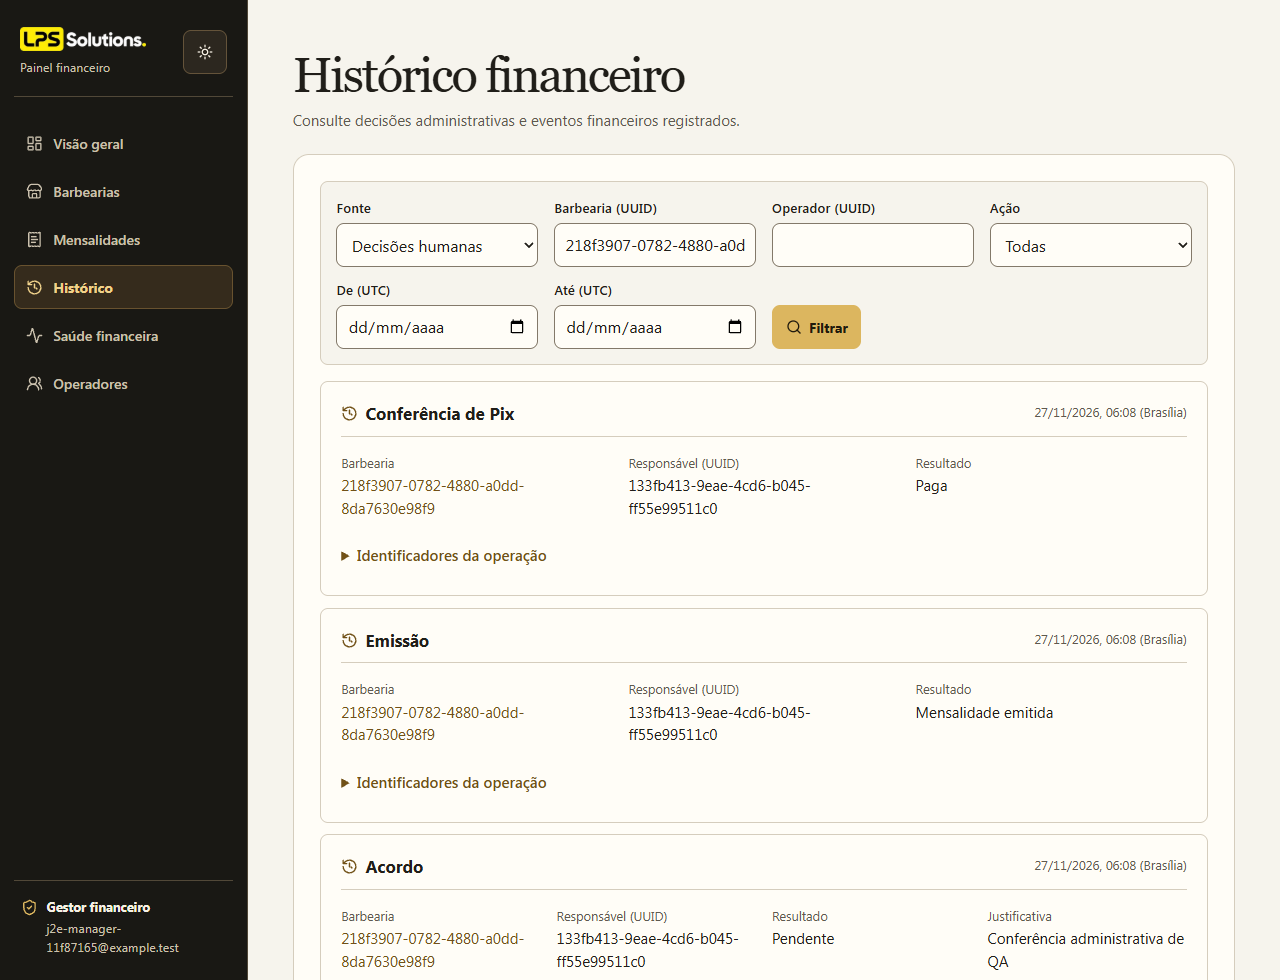 LPS Solutions.
Painel financeiro
Visão geral
Barbearias
Mensalidades
Histórico
Saúde financeira
Operadores
Gestor financeiro
j2e-manager-
11f87165@example.test
Histórico financeiro
Consulte decisões administrativas e eventos financeiros registrados.
Fonte
Barbearia (UUID)
Operador (UUID)
Ação
Decisões humanas
218f3907-0782-4880-a0d
Todas
De (UTC)
Até (UTC)
dd/mm/aaaa
dd/mm/aaaa
Filtrar
Conferência de Pix
27/11/2026, 06:08 (Brasília)
Barbearia
218f3907-0782-4880-a0dd-
8da7630e98f9
Responsável (UUID)
133fb413-9eae-4cd6-b045-
ff55e99511c0
Resultado
Paga
Identificadores da operação
Emissão
27/11/2026, 06:08 (Brasília)
Barbearia
218f3907-0782-4880-a0dd-
8da7630e98f9
Responsável (UUID)
133fb413-9eae-4cd6-b045-
ff55e99511c0
Resultado
Mensalidade emitida
Identificadores da operação
Acordo
27/11/2026, 06:08 (Brasília)
Barbearia
218f3907-0782-4880-a0dd-
8da7630e98f9
Responsável (UUID)
133fb413-9eae-4cd6-b045-
ff55e99511c0
Resultado
Pendente
Justificativa
Conferência administrativa de
QA